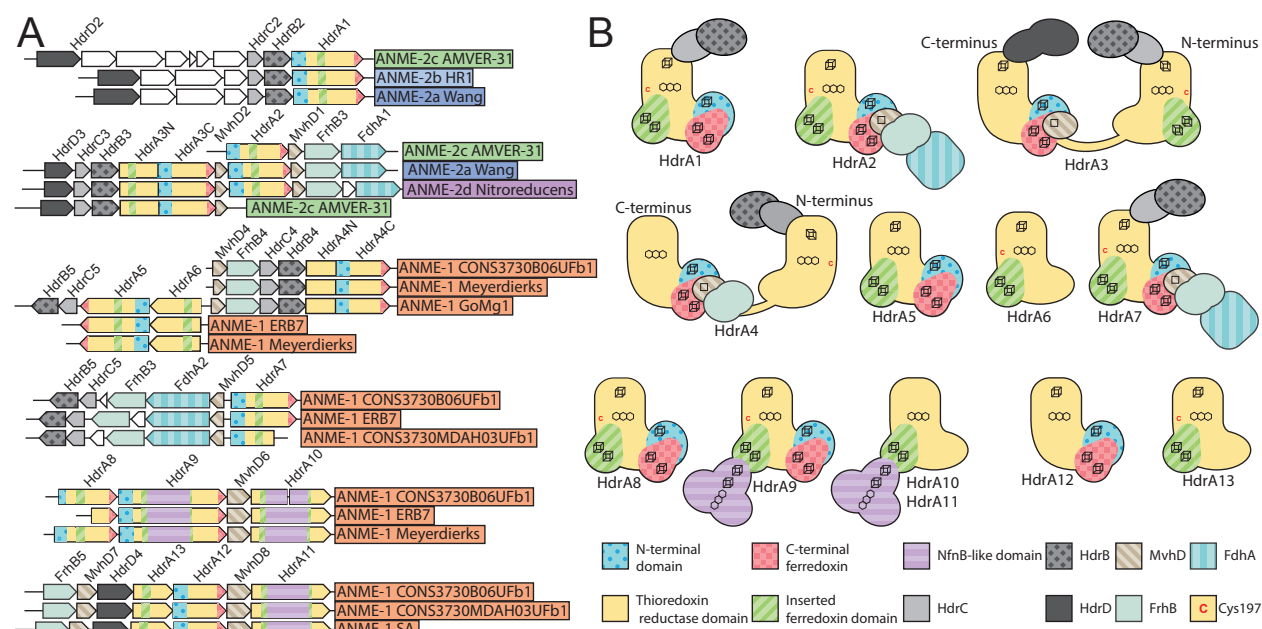 A
HdrD2
HdrC2
HdrB2
HdrA1
ANME-2c AMVER-31
ANME-2b HR1
ANME-2a Wang
HdrD3
HdrC3
HdrB3
HdrA3N
HdrA3C
MvhD2
HdrA2
MvhD1
FrhB3
FdhA1
ANME-2c AMVER-31
ANME-2a Wang
ANME-2d Nitroreducens
ANME-2c AMVER-31
MvhD4
FrhB4
HdrC4
HdrB4
HdrA4N
HdrA4C
HdrB5
HdrC5
HdrA5
HdrA6
ANME-1 CONS3730B06UFb1
ANME-1 Meyerdierks
ANME-1 GoMg1
ANME-1 ERB7
ANME-1 Meyerdierks
HdrB5
HdrC5
FrhB3
FdhA2
MvhD5
HdrA7
ANME-1 CONS3730B06UFb1
ANME-1 ERB7
ANME-1 CONS3730MDAH03UFb1
HdrA8
HdrA9
MvhD6
HdrA10
ANME-1 CONS3730B06UFb1
ANME-1 ERB7
ANME-1 Meyerdierks
FrhB5
MvhD7
HdrD4
HdrA13
HdrA12
MvhD8
HdrA11
ANME-1 CONS3730B06UFb1
ANME-1 CONS3730MDAH03UFb1
ANME-1 SA
B
C-terminus
N-terminus
c
c
c
HdrA1
HdrA2
HdrA3
C-terminus
N-terminus
c
c
c
c
HdrA4
HdrA5
HdrA6
HdrA7
c
c
c
HdrA8
HdrA9
HdrA10
HdrA11
HdrA12
HdrA13
N-terminal
domain
C-terminal
ferredoxin
NfnB-like domain
HdrB
MvhD
FdhA
Thioredoxin
reductase domain
Inserted
ferredoxin domain
HdrC
HdrD
FrhB
C Cys197